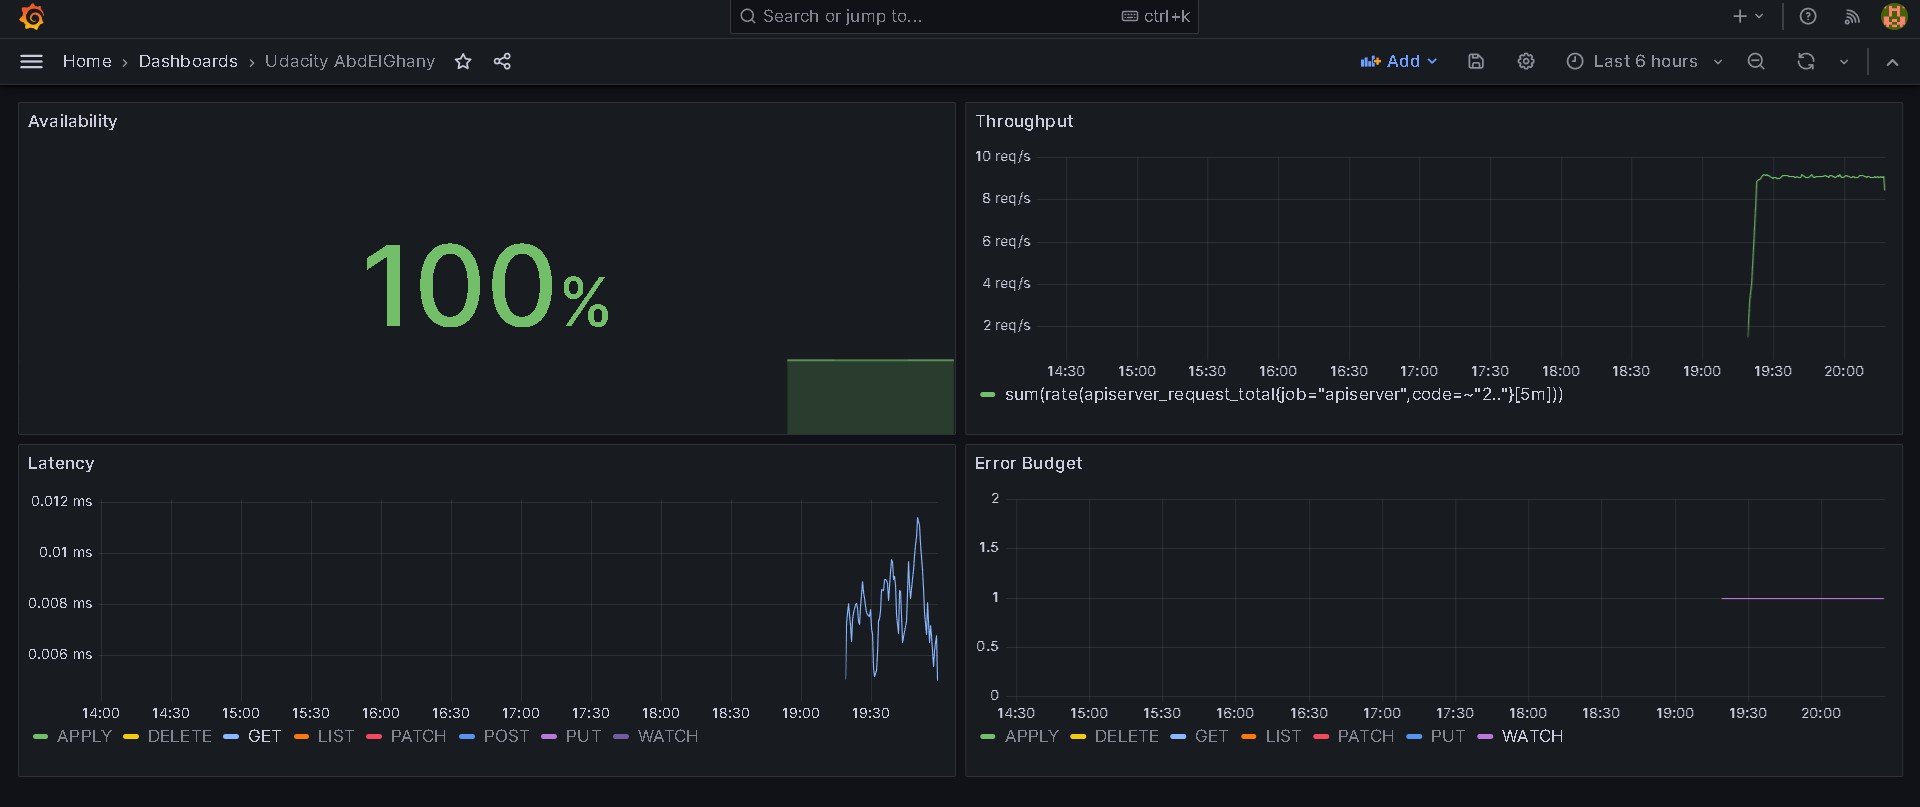 Search or jump to... ctrl+k
Home › Dashboards › Udacity AbdElGhany Add Last 6 hours
Availability
100%
Throughput
10 req/s
8 req/s
6 req/s
4 req/s
2 req/s
14:30 15:00 15:30 16:00 16:30 17:00 17:30 18:00 18:30 19:00 19:30 20:00
sum(rate(apiserver_request_total{job="apiserver",code=~"2.."}[5m]))
Latency
0.012 ms
0.01 ms
0.008 ms
0.006 ms
14:00 14:30 15:00 15:30 16:00 16:30 17:00 17:30 18:00 18:30 19:00 19:30
APPLY DELETE GET LIST PATCH POST PUT WATCH
Error Budget
2
1.5
1
0.5
0
14:30 15:00 15:30 16:00 16:30 17:00 17:30 18:00 18:30 19:00 19:30 20:00
APPLY DELETE GET LIST PATCH PUT WATCH